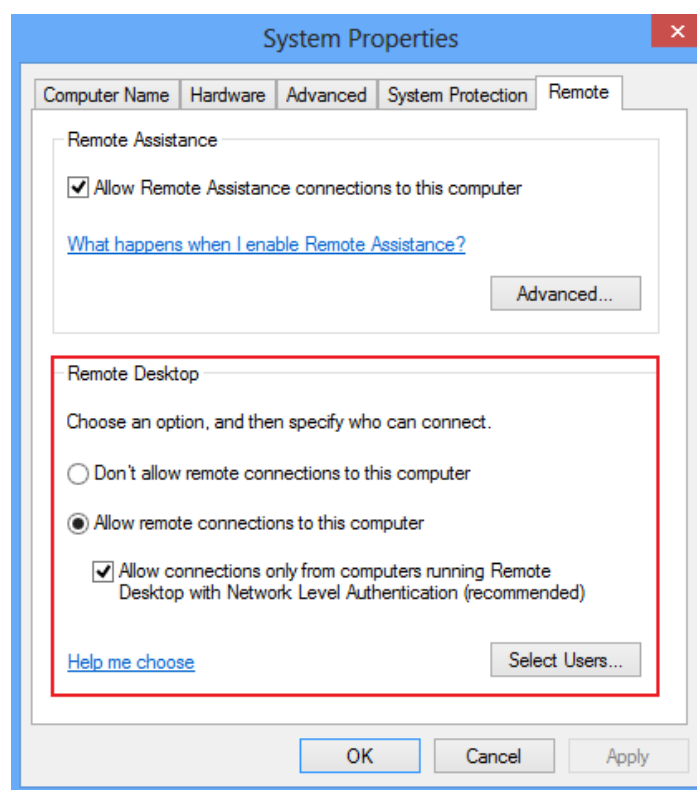 System Properties
Computer Name Hardware Advanced System Protection Remote
Remote Assistance
Allow Remote Assistance connections to this computer
What happens when I enable Remote Assistance?
Advanced...
Remote Desktop
Choose an option, and then specify who can connect.
Don't allow remote connections to this computer
Allow remote connections to this computer
Allow connections only from computers running Remote
Desktop with Network Level Authentication (recommended)
Help me choose
Select Users...
OK Cancel Apply